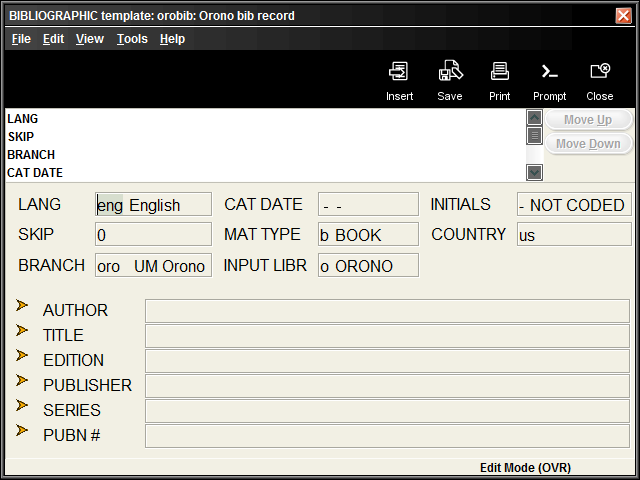 BIBLIOGRAPHIC template: orobib: Orono bib record
File Edit View Tools Help
Insert Save Print Prompt Close
LANG
SKIP
BRANCH
CAT DATE
Move Up
Move Down
LANG eng English CAT DATE - - INITIALS - NOT CODED
SKIP 0 MAT TYPE b BOOK COUNTRY us
BRANCH oro UM Orono INPUT LIBR o ORONO
AUTHOR
TITLE
EDITION
PUBLISHER
SERIES
PUBN #
Edit Mode (OVR)